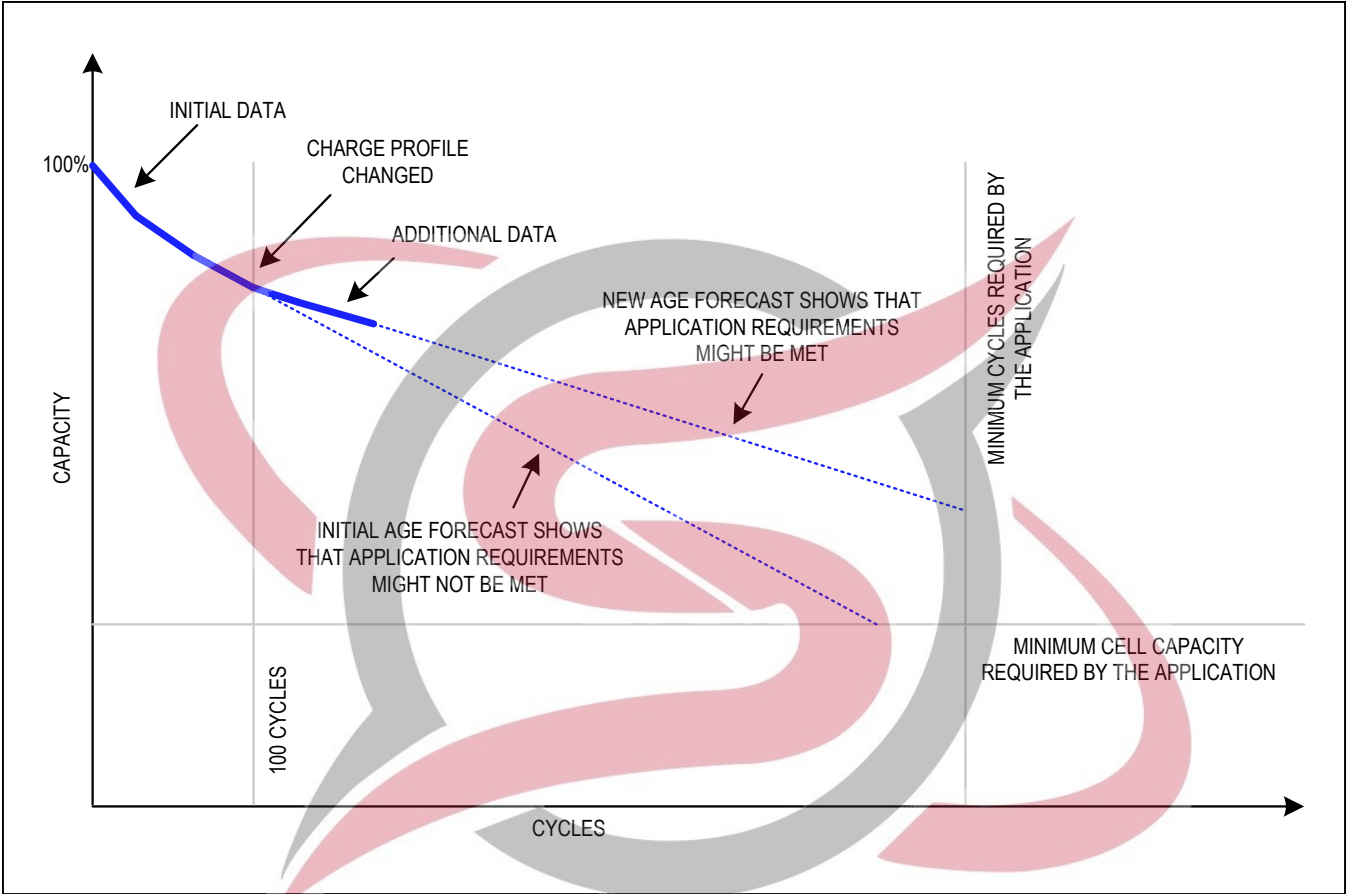 INITIAL DATA
CHARGE PROFILE
CHANGED
100%
ADDITIONAL DATA
NEW AGE FORECAST SHOWS THAT
APPLICATION REQUIREMENTS
MIGHT BE MET
MINIMUM CYCLES REQUIRED BY
THE APPLICATION
CAPACITY
INITIAL AGE FORECAST SHOWS
THAT APPLICATION REQUIREMENTS
MIGHT NOT BE MET
MINIMUM CELL CAPACITY
REQUIRED BY THE APPLICATION
100 CYCLES
CYCLES